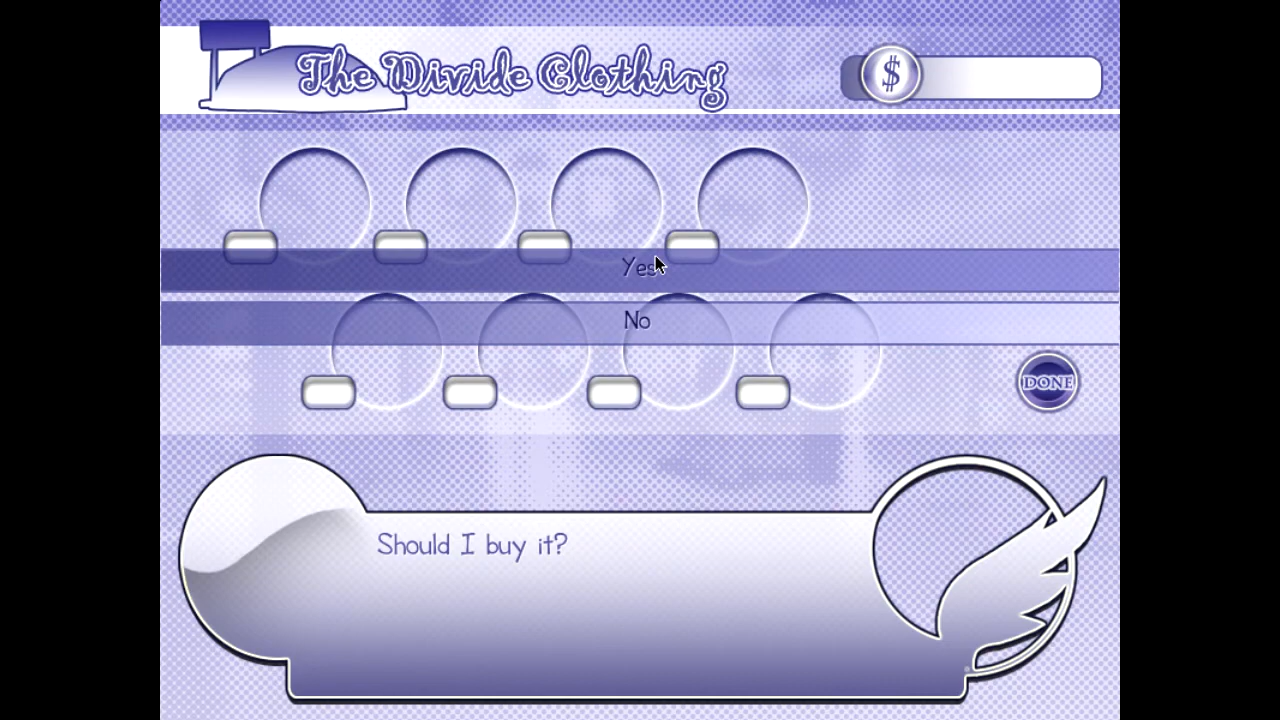 The Divide Clothing
$
Yes
No
DONE
Should I buy it?